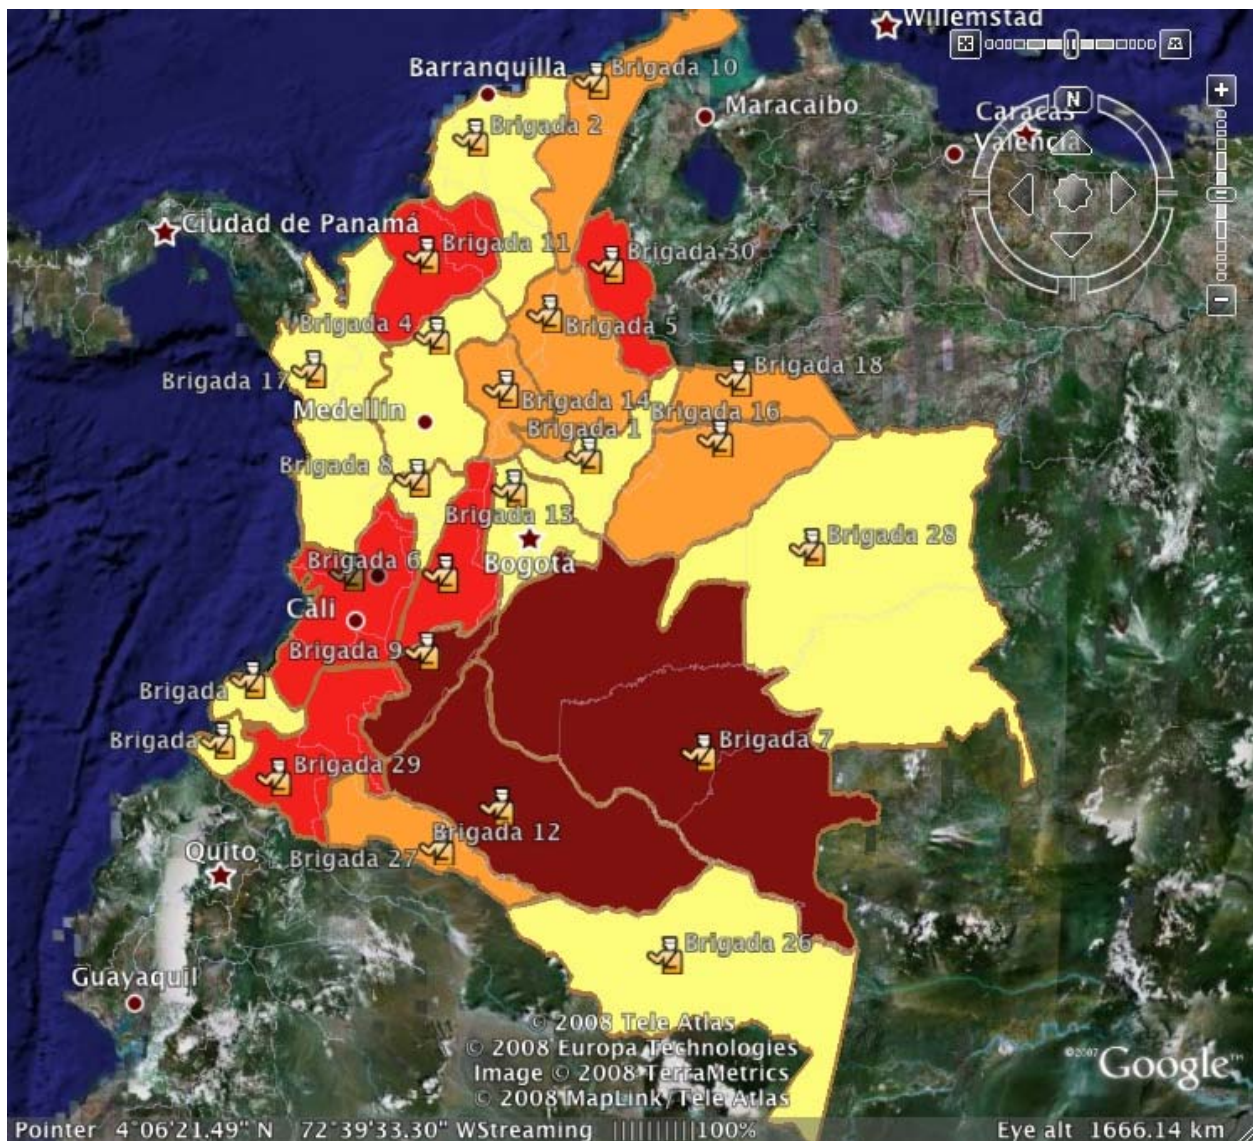 Willemstad
Barranquilla
Brigada 10
Maracaibo
Caracas
Valencia
N
Brigada 2
Ciudad de Panamá
Brigada 11
Brigada 30
Brigada 4
Brigada 5
Brigada 17
Brigada 18
Medellín
Brigada 14
Brigada 16
Brigada 1
Brigada 8
Brigada 13
Brigada 28
Bogotá
Brigada 6
Cali
Brigada 9
Brigada
Brigada
Brigada 7
Brigada 29
Brigada 12
Brigada 27
Quito
Brigada 26
Guayaquil
© 2008 Tele Atlas
© 2008 Europa Technologies
Image © 2008 TerraMetrics
© 2008 MapLink/Tele Atlas
©2007 Google™
Pointer 4°06'21.49" N 72°39'33.30" W Streaming 100% Eye alt 1666.14 km